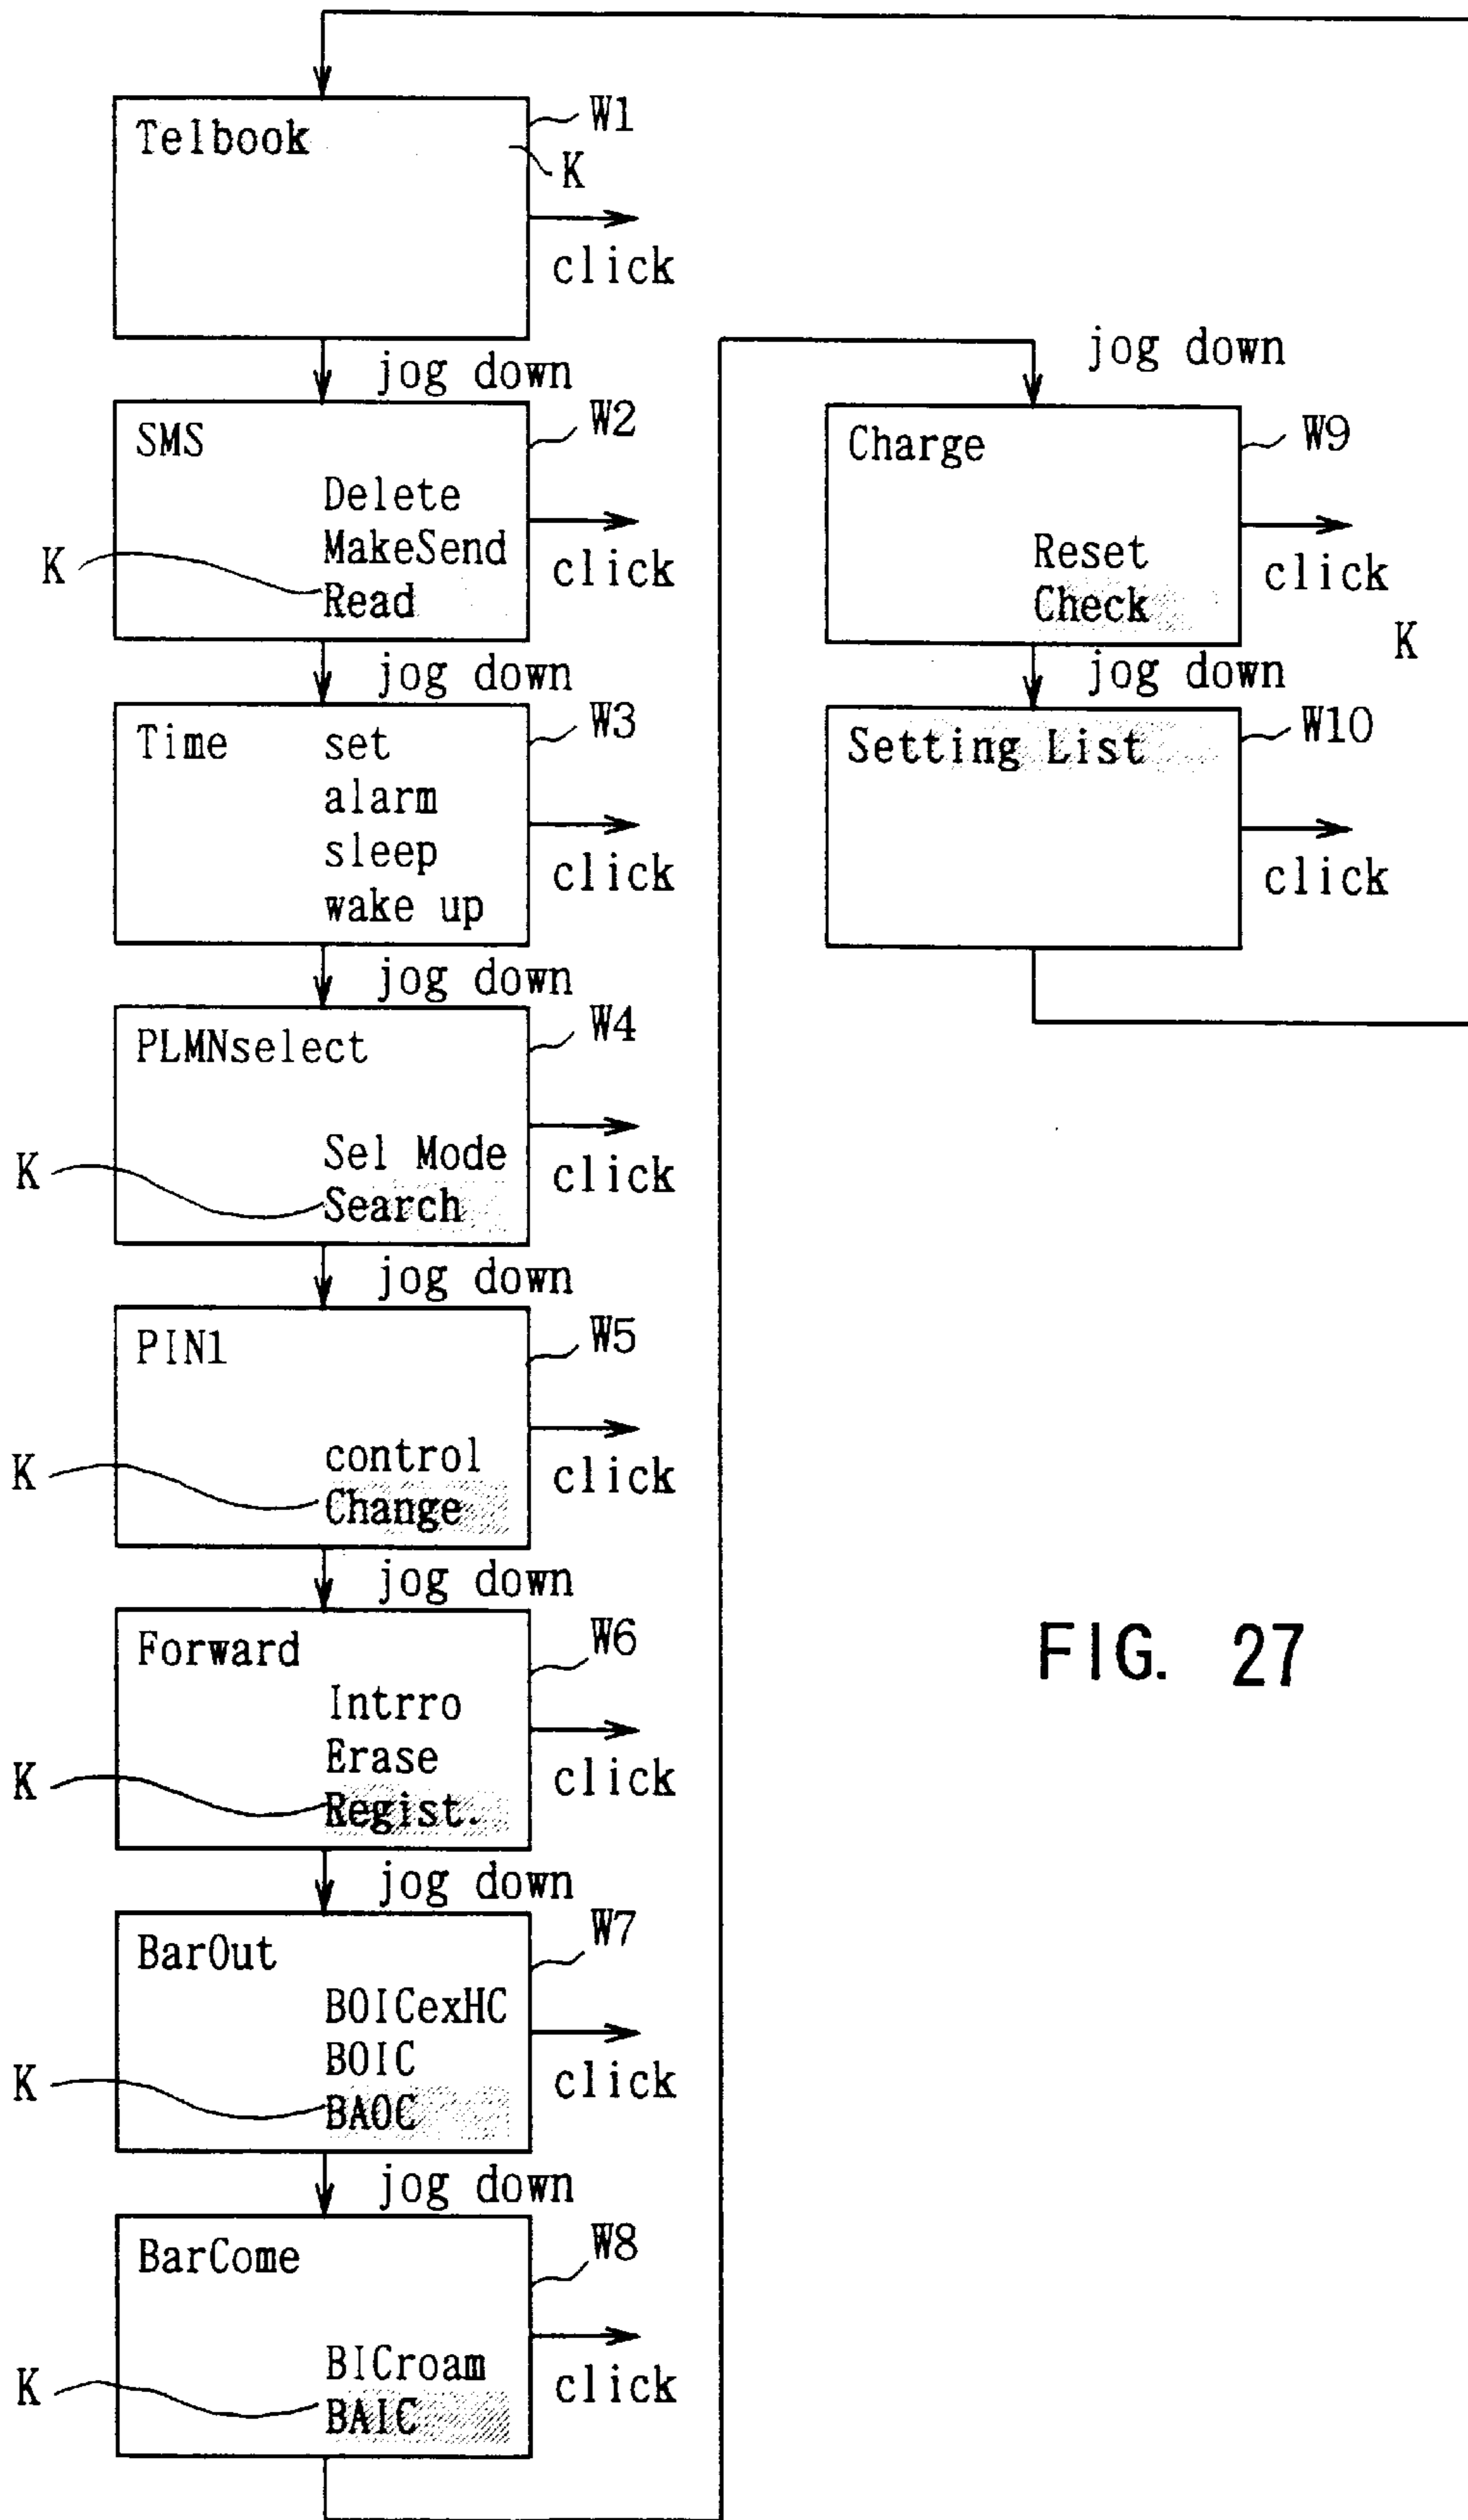 Telbook
W1
K
click
jog down
SMS
W2
Delete
MakeSend
K
Read
click
jog down
Time set
W3
alarm
sleep
wake up
click
jog down
PLMNselect
W4
Sel Mode
K
Search
click
jog down
PIN1
W5
control
K
Change
click
jog down
Forward
W6
Intrro
Erase
K
Regist.
click
jog down
BarOut
W7
BOICexHC
BOIC
K
BAOC
click
jog down
BarCome
W8
BICroam
K
BAIC
click
jog down
Charge
W9
Reset
Check
click
K
jog down
Setting List
W10
click
FIG. 27